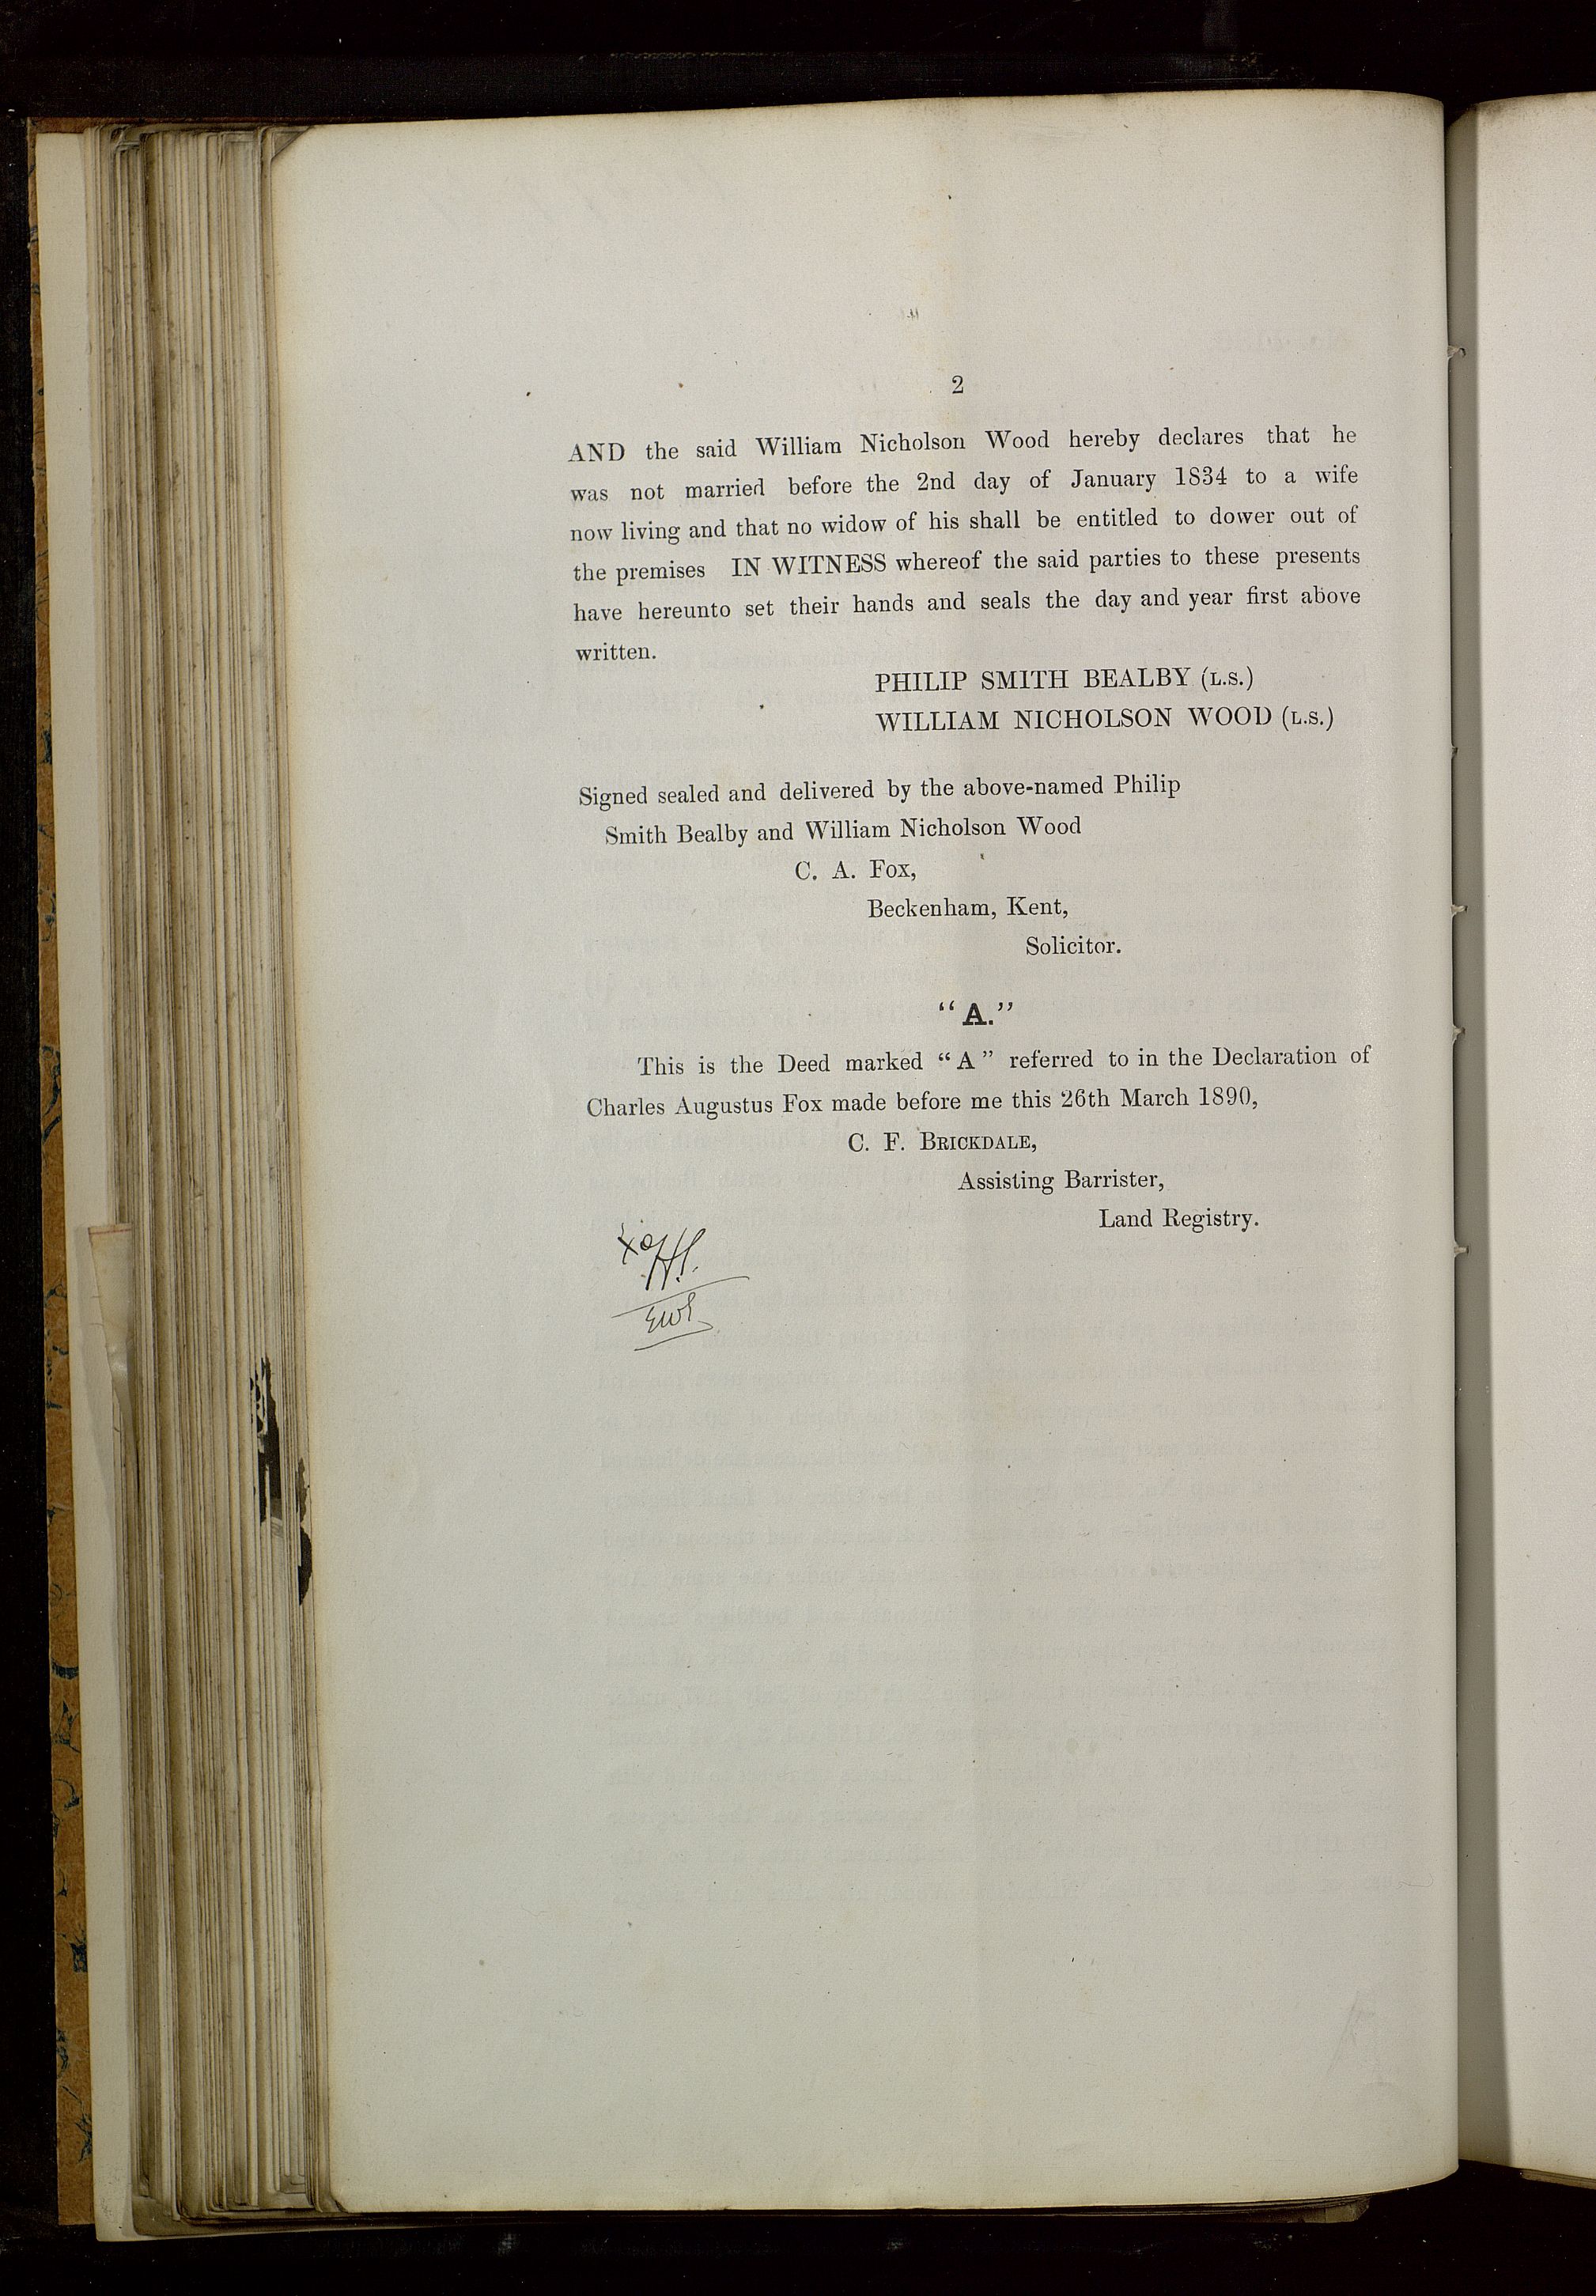 2
AND the said William Nicholson Wood hereby declares that he
was not married before the 2nd day of January 1834 to a wife
now living and that no widow of his shall be entitled to dower out of
the premises IN WITNESS whereof the said parties to these presents
have hereunto set their hands and seals the day and year first above
written.
PHILIP SMITH BEALBY (L.S.)
WILLIAM NICHOLSON WOOD (L.S.)
Signed sealed and delivered by the above-named Philip
Smith Bealby and William Nicholson Wood
C. A. Fox,
Beckenham, Kent,
Solicitor.
“A.”
This is the Deed marked “A” referred to in the Declaration of
Charles Augustus Fox made before me this 26th March 1890,
C. F. BRICKDALE,
Assisting Barrister,
Land Registry.